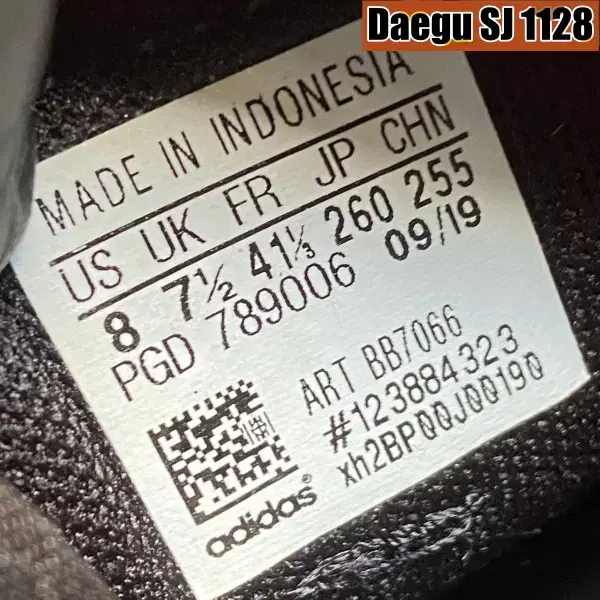 Daegu SJ 1128
MADE IN INDONESIA
US UK FR JP CHN
8 7½ 41⅓ 260 255
PGD 789006 09/19
ART BB7066
#123884323
xh2BP00J00190
adidas